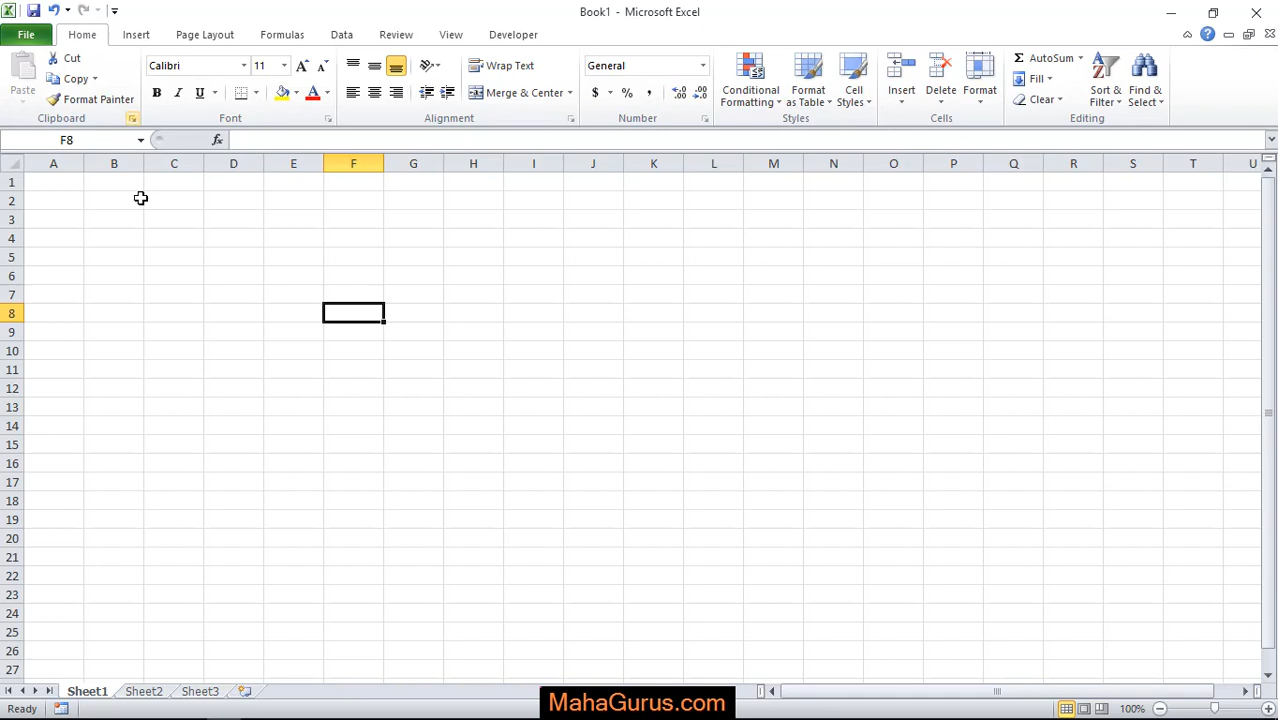 Book1 - Microsoft Excel
File Home Insert Page Layout Formulas Data Review View Developer
Paste
Cut
Copy
Format Painter
Clipboard
Calibri 11
B I U
Font
Wrap Text
Merge & Center
Alignment
General
$ % ,
Number
Conditional Formatting
Format as Table
Cell Styles
Styles
Insert
Delete
Format
Cells
Σ AutoSum
Fill
Clear
Sort & Filter
Find & Select
Editing
F8 fx
A B C D E F G H I J K L M N O P Q R S T U
1
2
3
4
5
6
7
8
9
10
11
12
13
14
15
16
17
18
19
20
21
22
23
24
25
26
27
Sheet1 Sheet2 Sheet3
MahaGurus.com
Ready
100%